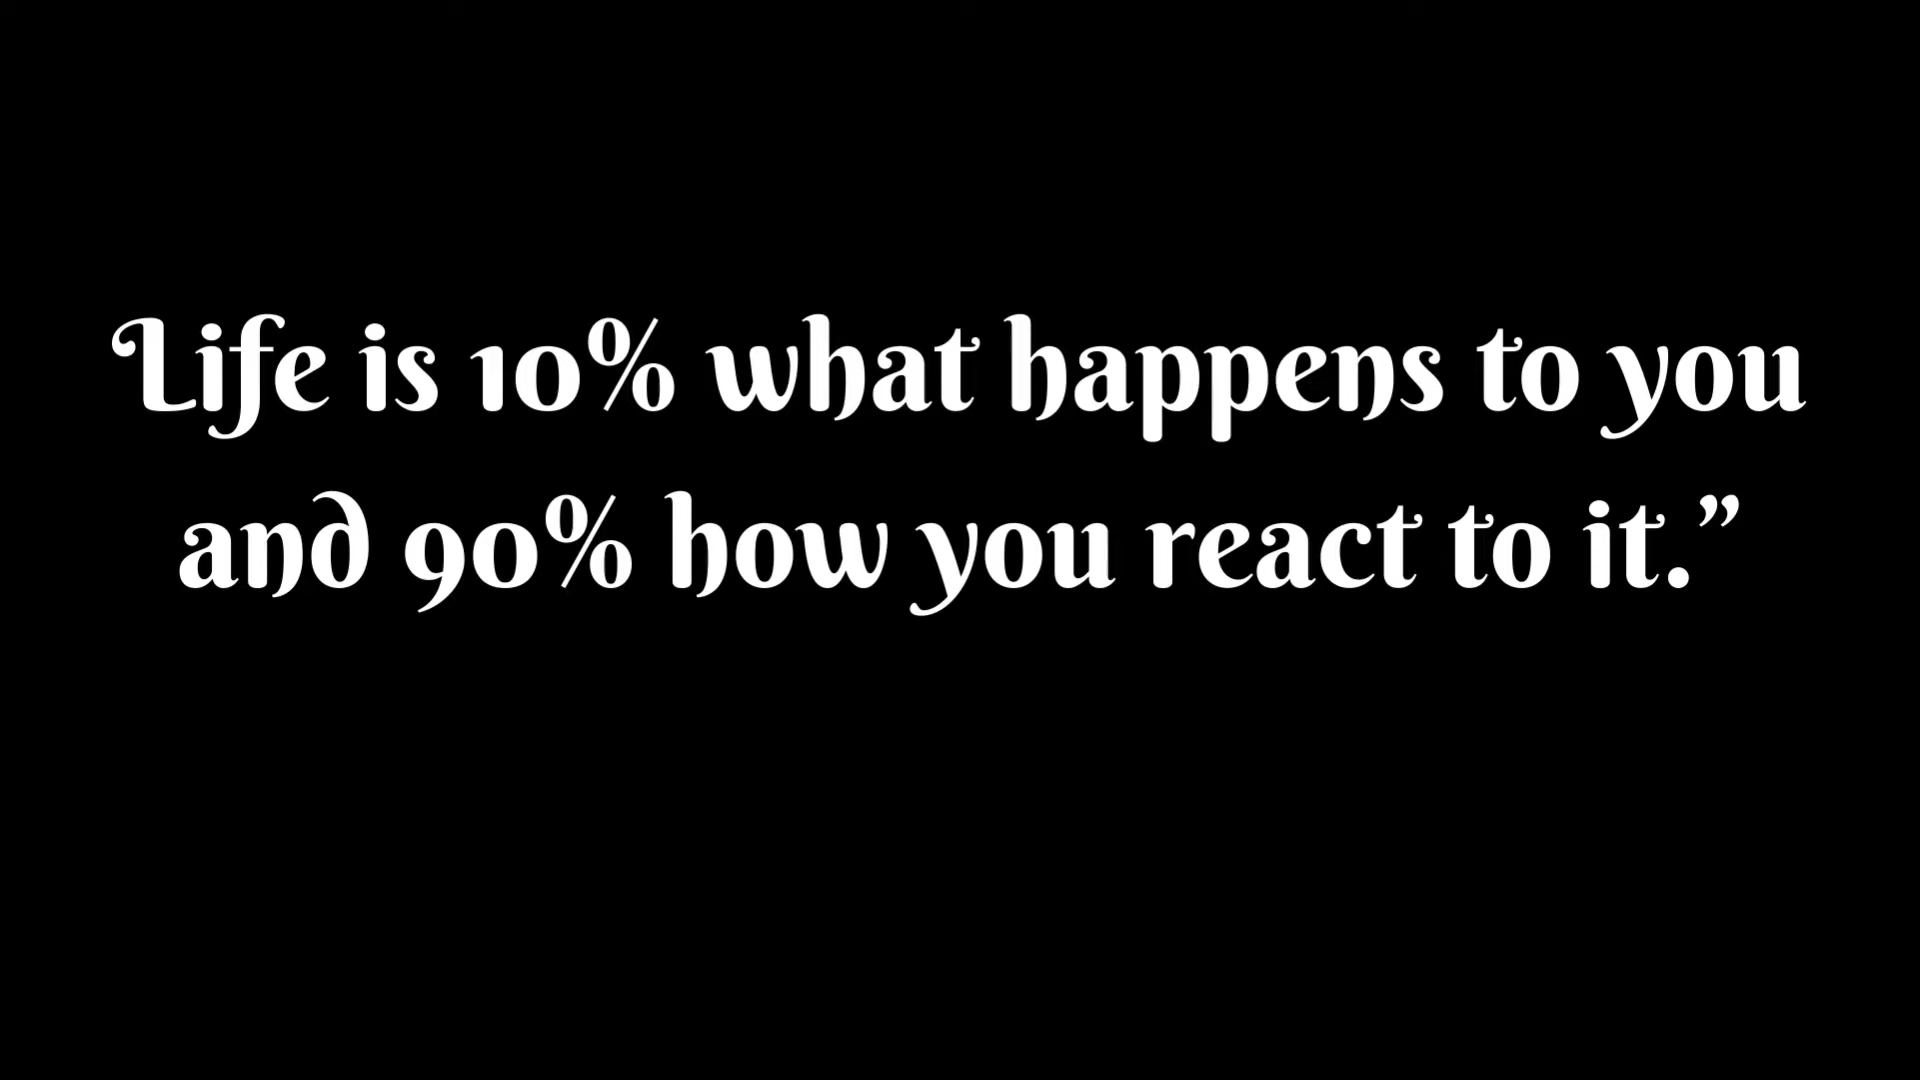 Life is 10% what happens to you
and 90% how you react to it.”